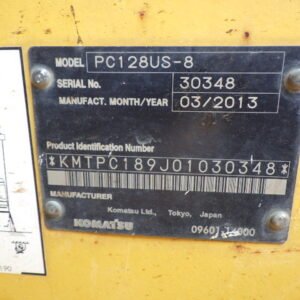 MODEL PC128US-8
SERIAL No. 30348
MANUFACT. MONTH/YEAR 03/2013
Product Identification Number
*KMTPC189J01030348*
MANUFACTURER
Komatsu Ltd., Tokyo, Japan
KOMATSU